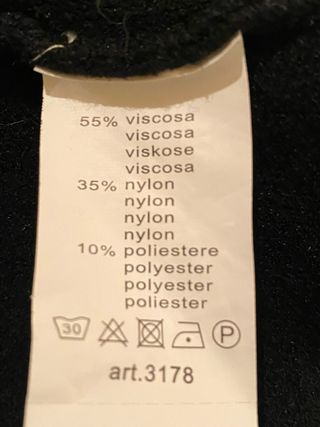 55% viscosa
viscosa
viskose
viscosa
35% nylon
nylon
nylon
nylon
10% poliestere
polyester
polyester
poliester
30 P
art.3178